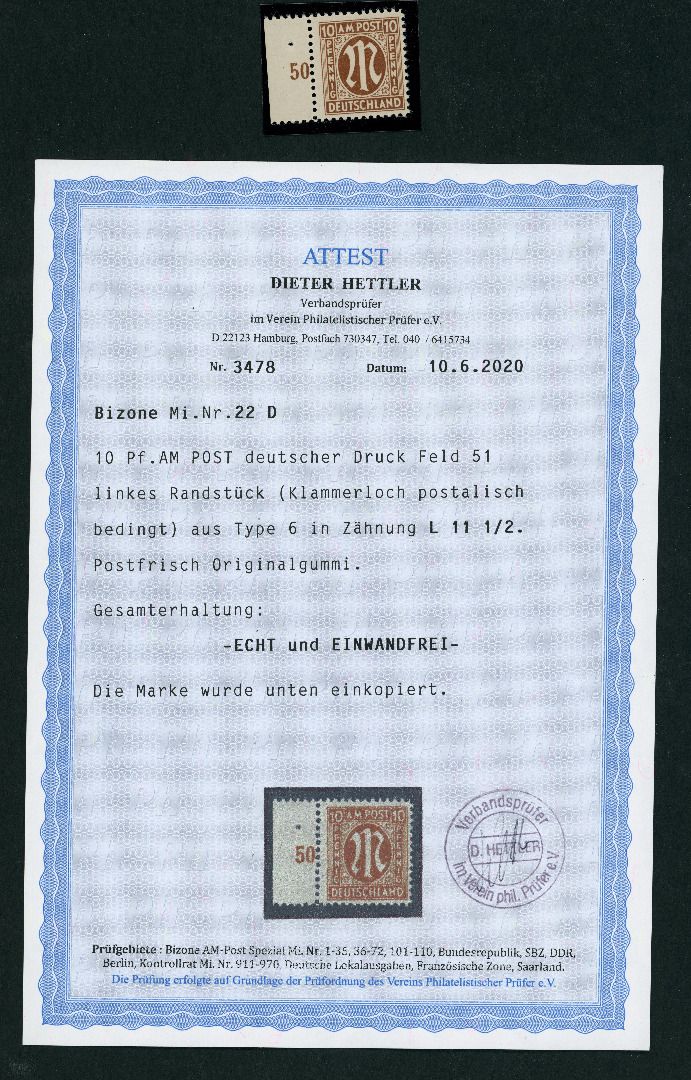 10 AM POST 10
PFENNIG PFENNIG
50
DEUTSCHLAND
ATTEST
DIETER HETTLER
Verbandsprüfer
im Verein Philatelistischer Prüfer e.V.
D 22123 Hamburg, Postfach 730347, Tel. 040 / 6415734
Nr. 3478 Datum: 10.6.2020
Bizone Mi.Nr.22 D
10 Pf.AM POST deutscher Druck Feld 51
linkes Randstück (Klammerloch postalisch
bedingt) aus Type 6 in Zähnung L 11 1/2.
Postfrisch Originalgummi.
Gesamterhaltung:
-ECHT und EINWANDFREI-
Die Marke wurde unten einkopiert.
10 AM POST 10
PFENNIG PFENNIG
50
DEUTSCHLAND
Verbandsprüfer
D. HETTLER
im Verein phil. Prüfer e.V.
Prüfgebiete : Bizone AM-Post Spezial Mi. Nr. 1-35, 36-72, 101-110, Bundesrepublik, SBZ, DDR,
Berlin, Kontrollrat Mi. Nr. 911-970, Deutsche Lokalausgaben, Französische Zone, Saarland.
Die Prüfung erfolgte auf Grundlage der Prüfordnung des Vereins Philatelistischer Prüfer e.V.